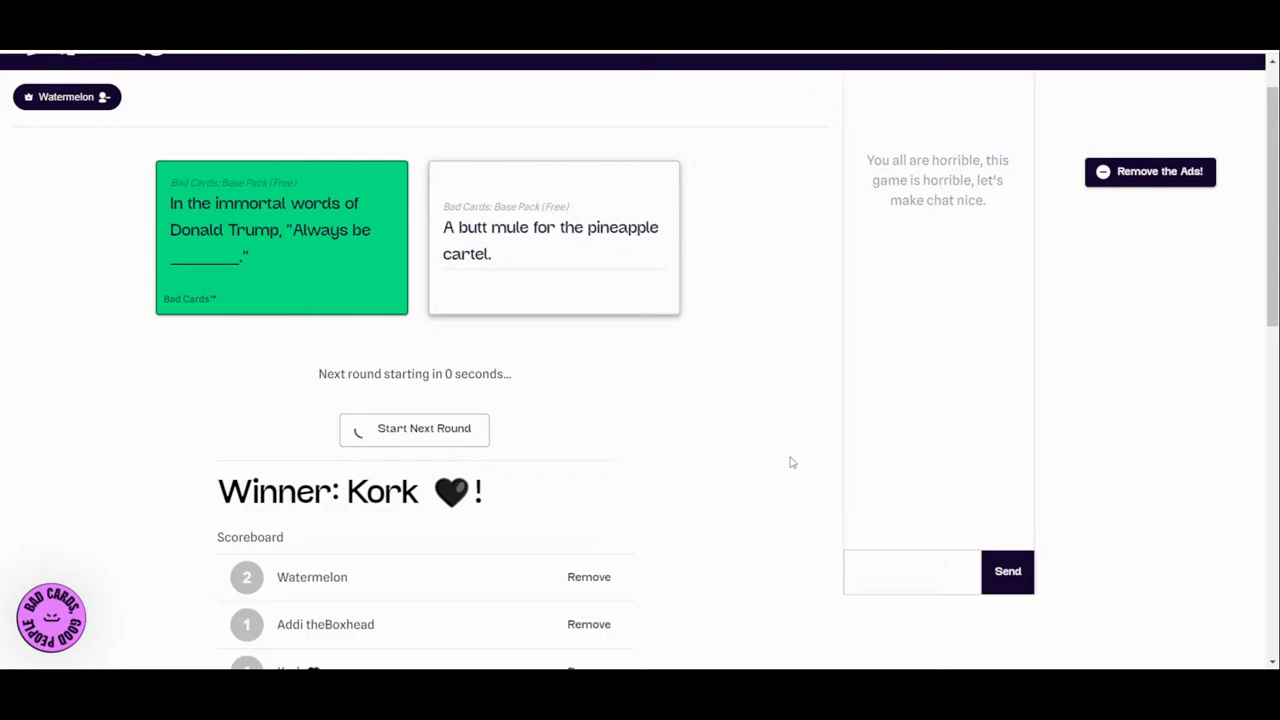 Watermelon
Bad Cards: Base Pack (Free)
In the immortal words of
Donald Trump, "Always be
________."
Bad Cards™
Bad Cards: Base Pack (Free)
A butt mule for the pineapple
cartel.
Next round starting in 0 seconds...
Start Next Round
Winner: Kork 🖤!
Scoreboard
2 Watermelon Remove
1 Addi theBoxhead Remove
You all are horrible, this
game is horrible, let's
make chat nice.
Send
Remove the Ads!
BAD CARDS, GOOD PEOPLE